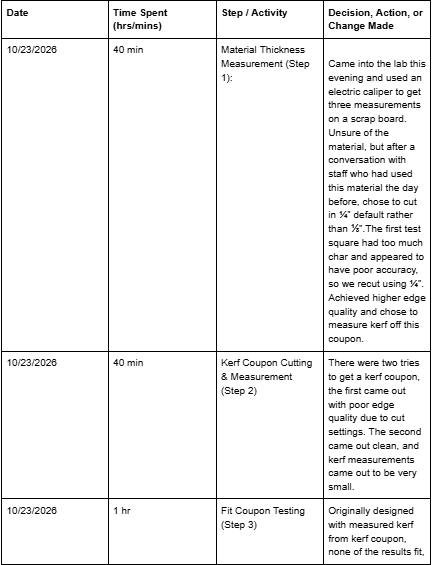 Date
Time Spent
(hrs/mins)
Step / Activity
Decision, Action, or
Change Made
10/23/2026
40 min
Material Thickness
Measurement (Step
1):
Came into the lab this
evening and used an
electric caliper to get
three measurements
on a scrap board.
Unsure of the
material, but after a
conversation with
staff who had used
this material the day
before, chose to cut
in ¼” default rather
than ⅛”.The first test
square had too much
char and appeared to
have poor accuracy,
so we recut using ¼”.
Achieved higher edge
quality and chose to
measure kerf off this
coupon.
10/23/2026
40 min
Kerf Coupon Cutting
& Measurement
(Step 2)
There were two tries
to get a kerf coupon,
the first came out
with poor edge
quality due to cut
settings. The second
came out clean, and
kerf measurements
came out to be very
small.
10/23/2026
1 hr
Fit Coupon Testing
(Step 3)
Originally designed
with measured kerf
from kerf coupon,
none of the results fit,